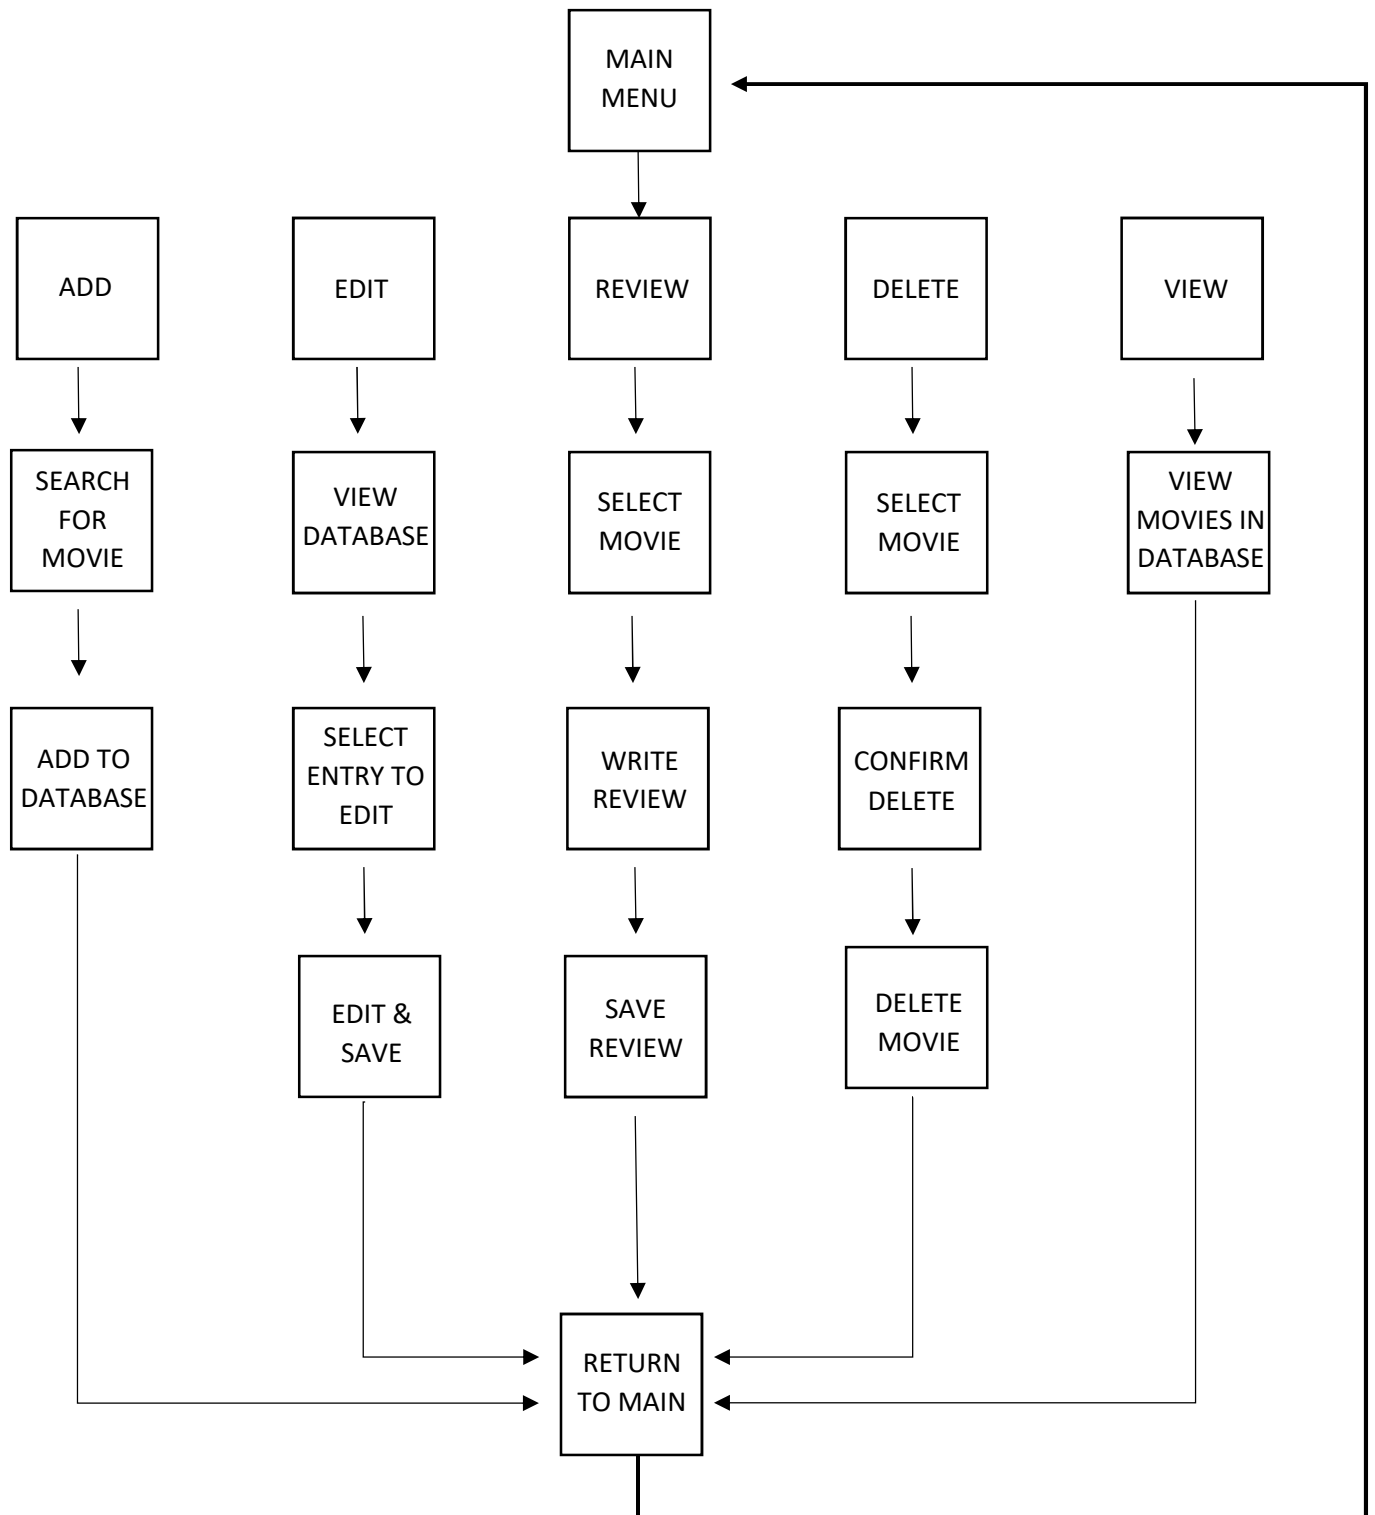 MAIN
MENU
ADD
EDIT
REVIEW
DELETE
VIEW
SEARCH
FOR
MOVIE
VIEW
DATABASE
SELECT
MOVIE
SELECT
MOVIE
VIEW
MOVIES IN
DATABASE
ADD TO
DATABASE
SELECT
ENTRY TO
EDIT
WRITE
REVIEW
CONFIRM
DELETE
EDIT &
SAVE
SAVE
REVIEW
DELETE
MOVIE
RETURN
TO MAIN